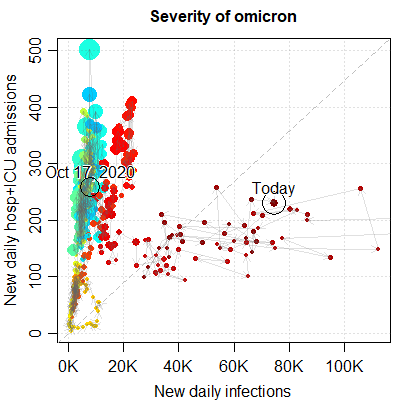 Severity of omicron
New daily hosp+ICU admissions
500
400
300
200
100
0
Oct 17, 2020
Today
0K 20K 40K 60K 80K 100K
New daily infections